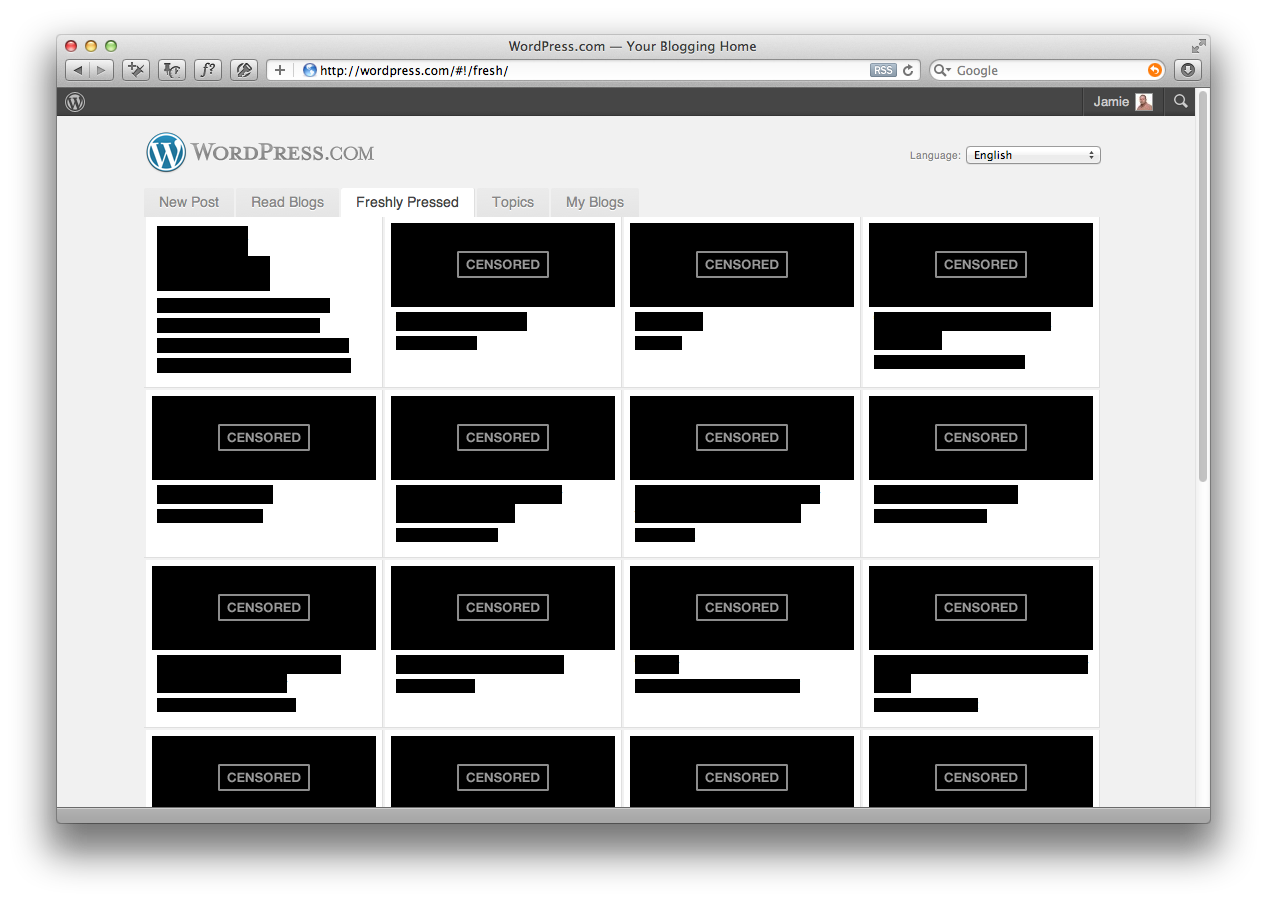 WordPress.com — Your Blogging Home
f?
http://wordpress.com/#!/fresh/
RSS
Google
Jamie
WORDPRESS.COM
Language: English
New Post Read Blogs Freshly Pressed Topics My Blogs
CENSORED CENSORED CENSORED
CENSORED CENSORED CENSORED CENSORED
CENSORED CENSORED CENSORED CENSORED
CENSORED CENSORED CENSORED CENSORED